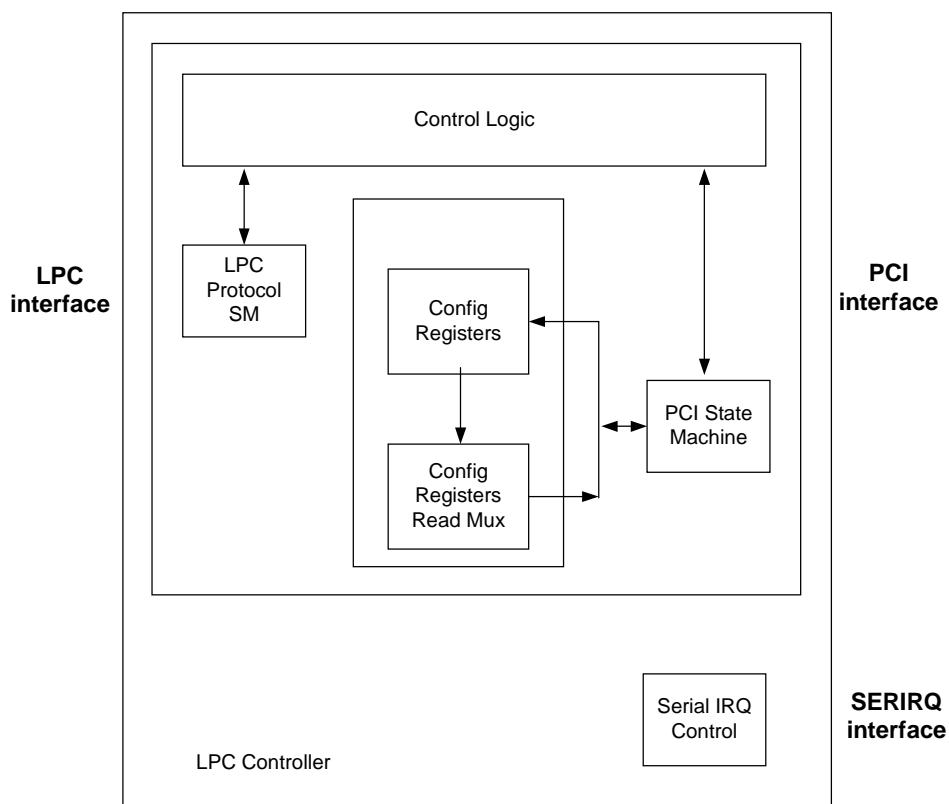 Control Logic
LPC
interface
LPC
Protocol
SM
PCI
interface
Config
Registers
PCI State
Machine
Config
Registers
Read Mux
Serial IRQ
Control
SERIRQ
interface
LPC Controller